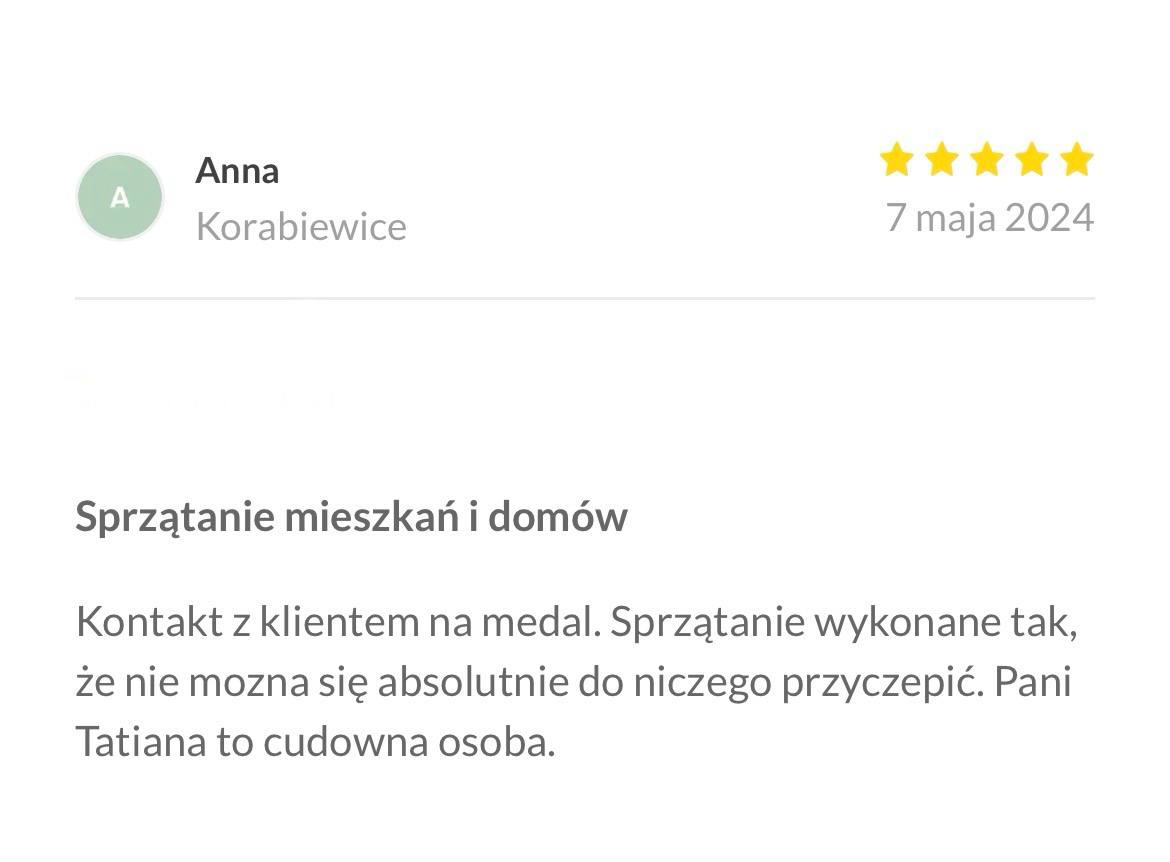 A
Anna
Korabiewice
7 maja 2024
Sprzątanie mieszkań i domów
Kontakt z klientem na medal. Sprzątanie wykonane tak,
że nie mozna się absolutnie do niczego przyczepić. Pani
Tatiana to cudowna osoba.